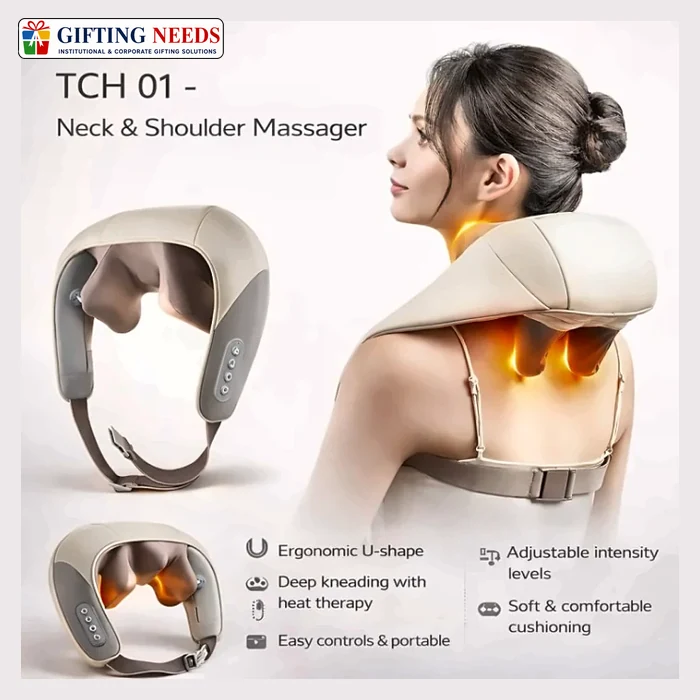 GIFTING NEEDS
INSTITUTIONAL & CORPORATE GIFTING SOLUTIONS
TCH 01 -
Neck & Shoulder Massager
Ergonomic U-shape
Deep kneading with
heat therapy
Easy controls & portable
Adjustable intensity
levels
Soft & comfortable
cushioning